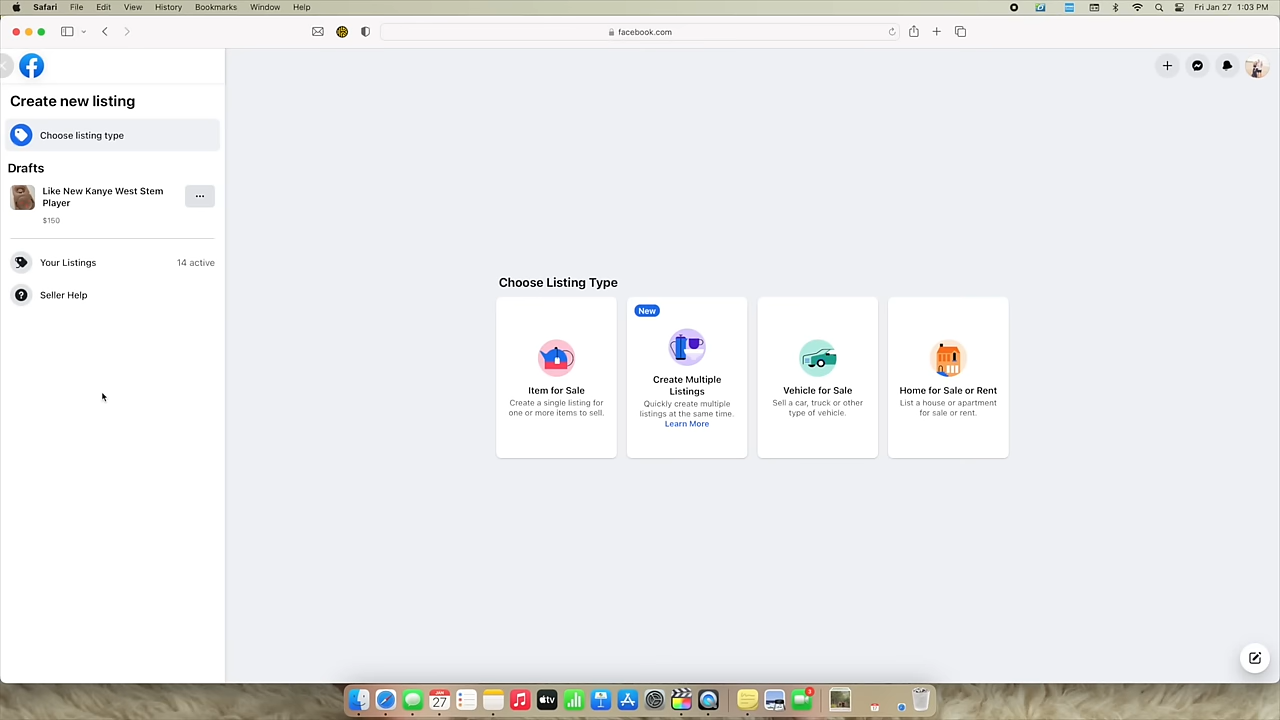 Safari File Edit View History Bookmarks Window Help
Fri Jan 27 1:03 PM
facebook.com
Create new listing
Choose listing type
Drafts
Like New Kanye West Stem
Player
$150
Your Listings 14 active
Seller Help
Choose Listing Type
Item for Sale
Create a single listing for
one or more items to sell.
New
Create Multiple
Listings
Quickly create multiple
listings at the same time.
Learn More
Vehicle for Sale
Sell a car, truck or other
type of vehicle.
Home for Sale or Rent
List a house or apartment
for sale or rent.
JAN
27
tv
3